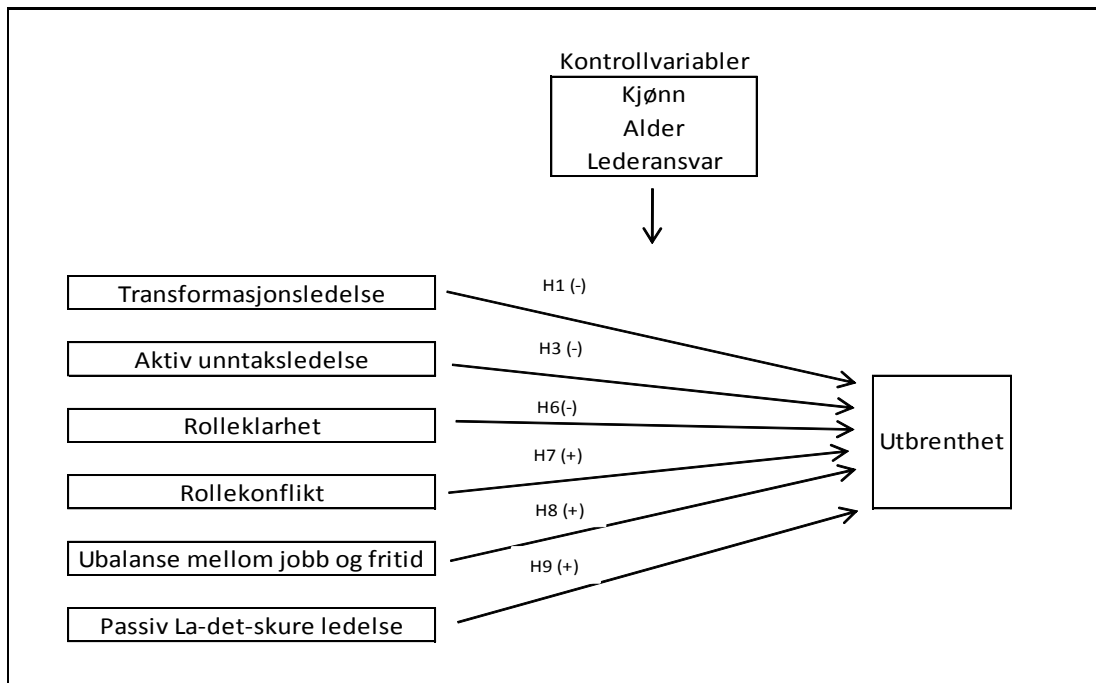 Kontrollvariabler
Kjønn
Alder
Lederansvar
Transformasjonsledelse
H1 (-)
Aktiv unntaksledelse
H3 (-)
Rolleklarhet
H6(-)
Utbrenthet
Rollekonflikt
H7 (+)
Ubalanse mellom jobb og fritid
H8 (+)
Passiv La-det-skure ledelse
H9 (+)